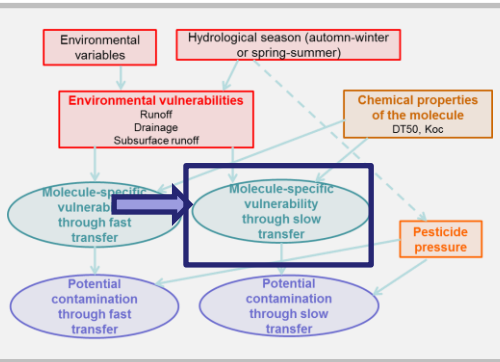 Environmental
variables
Hydrological season (automn-winter
or spring-summer)
Environmental vulnerabilities
Runoff
Drainage
Subsurface runoff
Chemical properties
of the molecule
DT50, Koc
Molecule-specific
through fast
transfer
Molecule-specific
vulnerability
through slow
transfer
Pesticide
pressure
Potential
contamination
through fast
transfer
Potential
contamination
through slow
transfer